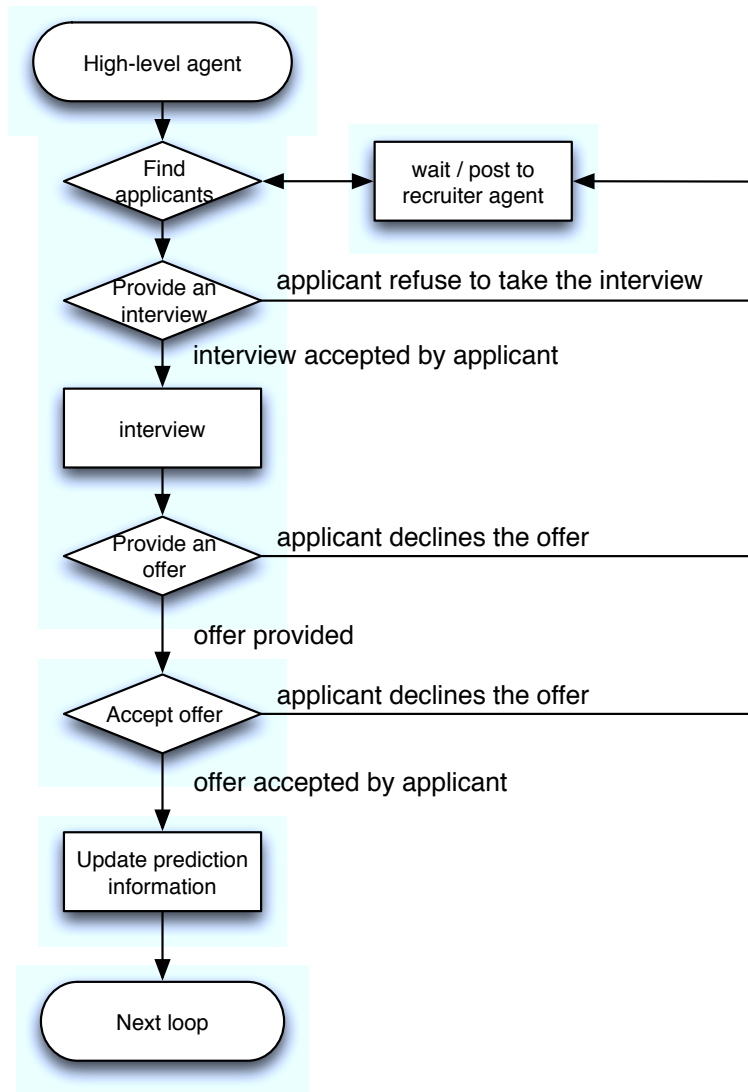 High-level agent
Find
applicants
wait / post to
recruiter agent
Provide an
interview
applicant refuse to take the interview
interview accepted by applicant
interview
Provide an
offer
applicant declines the offer
offer provided
Accept offer
applicant declines the offer
offer accepted by applicant
Update prediction
information
Next loop